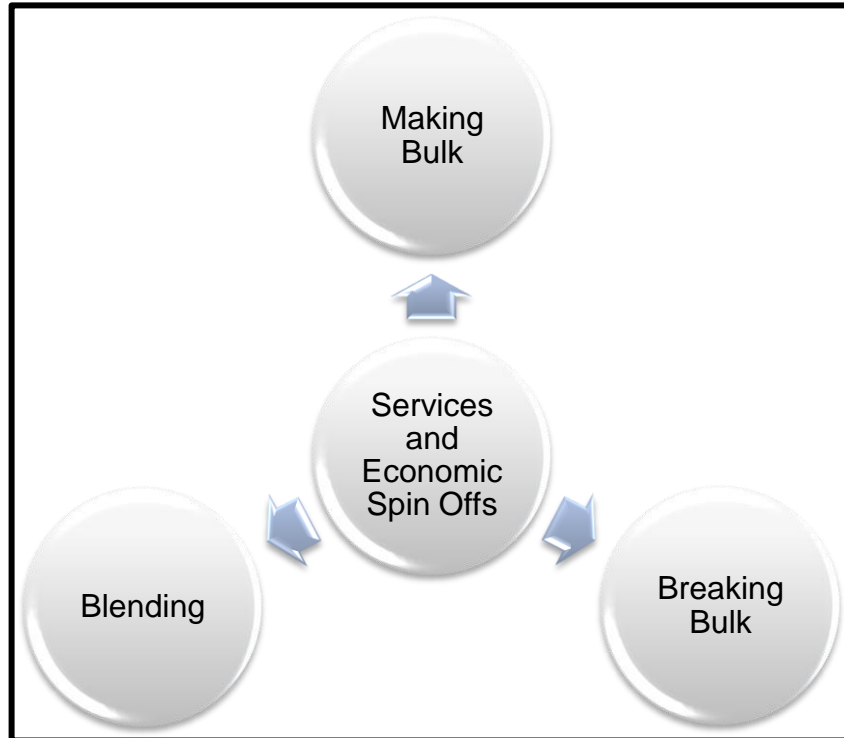 Making
Bulk
Services
and
Economic
Spin Offs
Blending
Breaking
Bulk